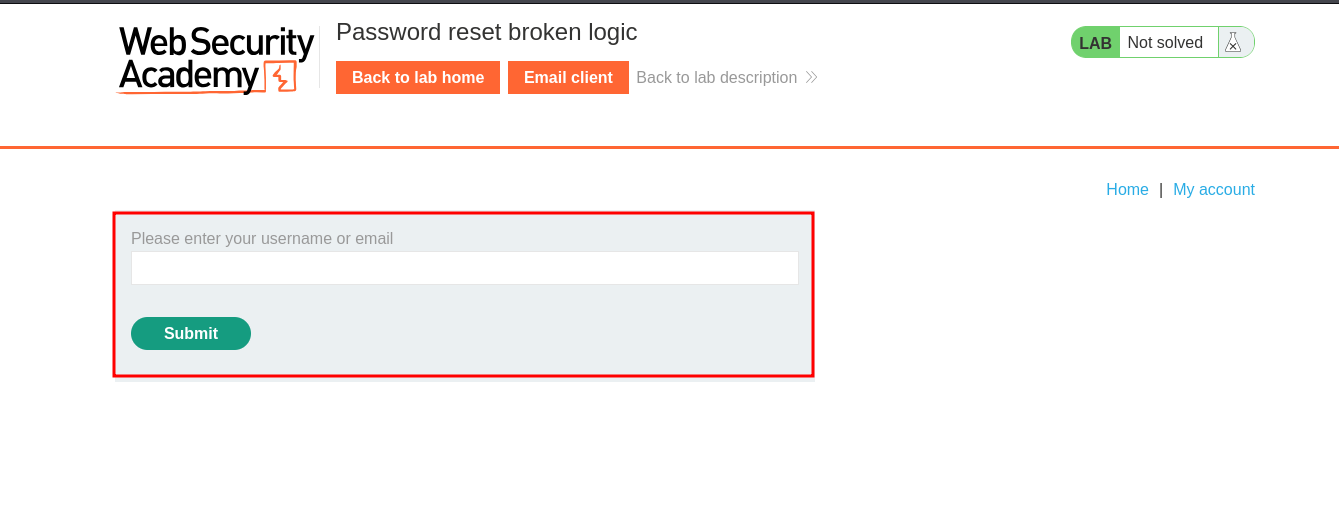 Web Security
Academy
Password reset broken logic
Back to lab home
Email client
Back to lab description
LAB
Not solved
Home | My account
Please enter your username or email
Submit